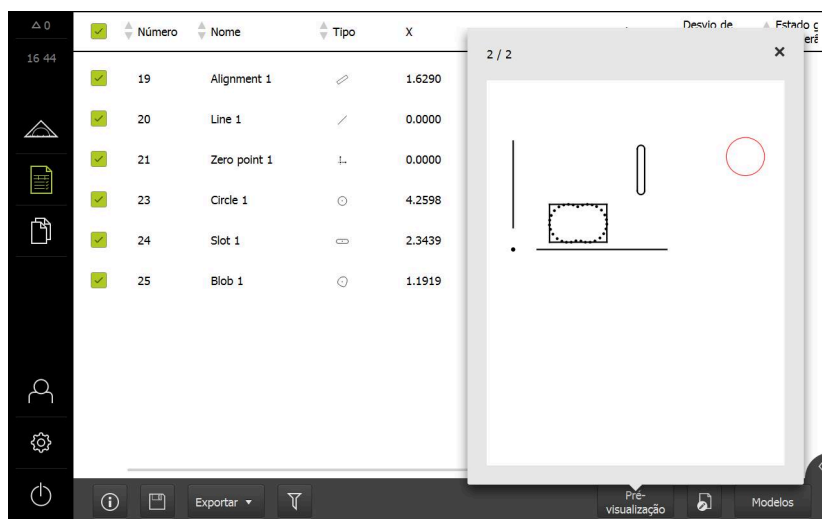 △ 0
16 44
Número Nome Tipo X
Desvio de
Estado
2 / 2
19 Alignment 1 1.6290
20 Line 1 0.0000
21 Zero point 1 0.0000
23 Circle 1 4.2598
24 Slot 1 2.3439
25 Blob 1 1.1919
Exportar
Pré-
visualização
Modelos